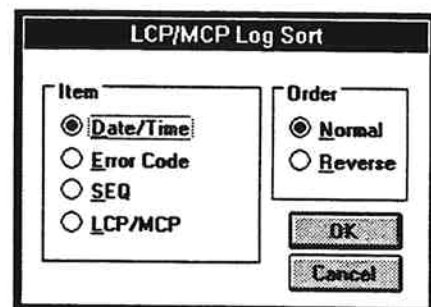 LCP/MCP Log Sort
Item
Date/Time
Error Code
SEQ
LCP/MCP
Order
Normal
Reverse
OK
Cancel